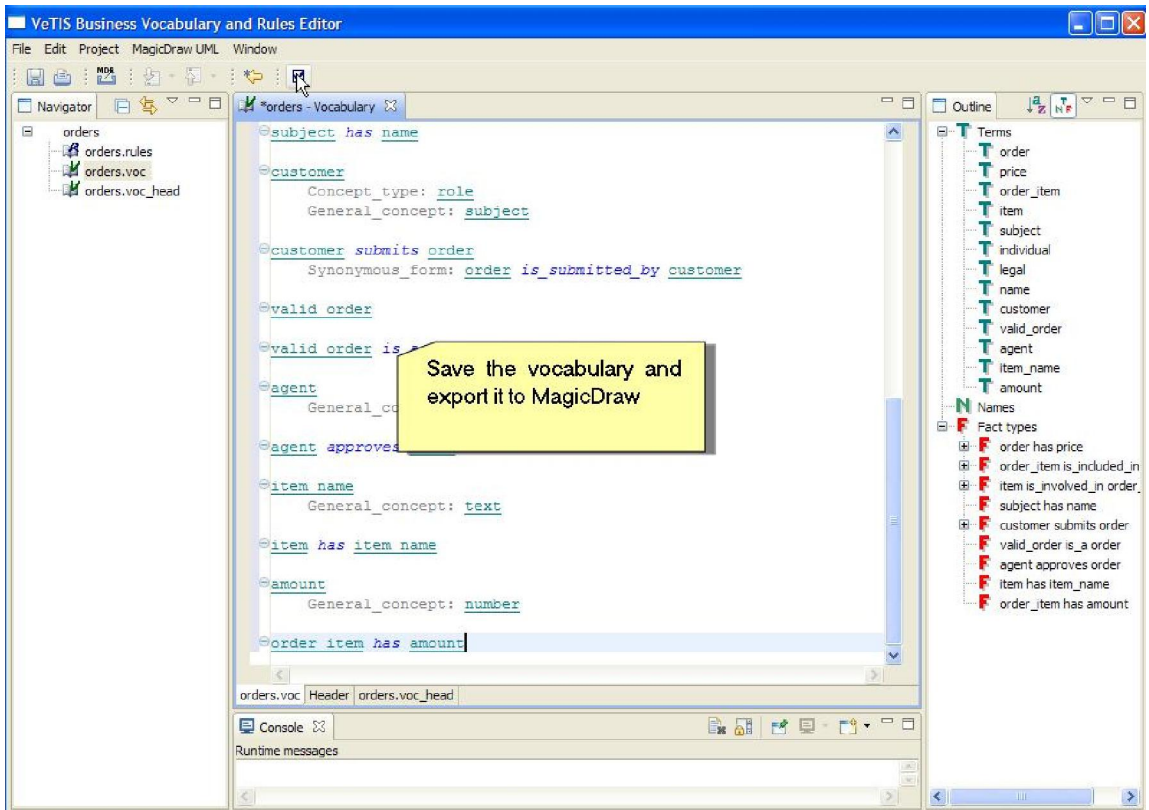 VeTIS Business Vocabulary and Rules Editor
File Edit Project MagicDraw UML Window
MDR
Navigator
orders
orders.rules
orders.voc
orders.voc_head
*orders - Vocabulary
subject has name
customer
Concept_type: role
General_concept: subject
customer submits order
Synonymous_form: order is_submitted_by customer
valid order
valid order is
agent
General_co
agent approves
item name
General_concept: text
item has item name
amount
General_concept: number
order item has amount
Save the vocabulary and
export it to MagicDraw
orders.voc Header orders.voc_head
Console
Runtime messages
Outline
Terms
order
price
order_item
item
subject
individual
legal
name
customer
valid_order
agent
item_name
amount
N Names
F Fact types
F order has price
F order_item is_included_in
F item is_involved_in order_
F subject has name
F customer submits order
F valid_order is_a order
F agent approves order
F item has item_name
F order_item has amount